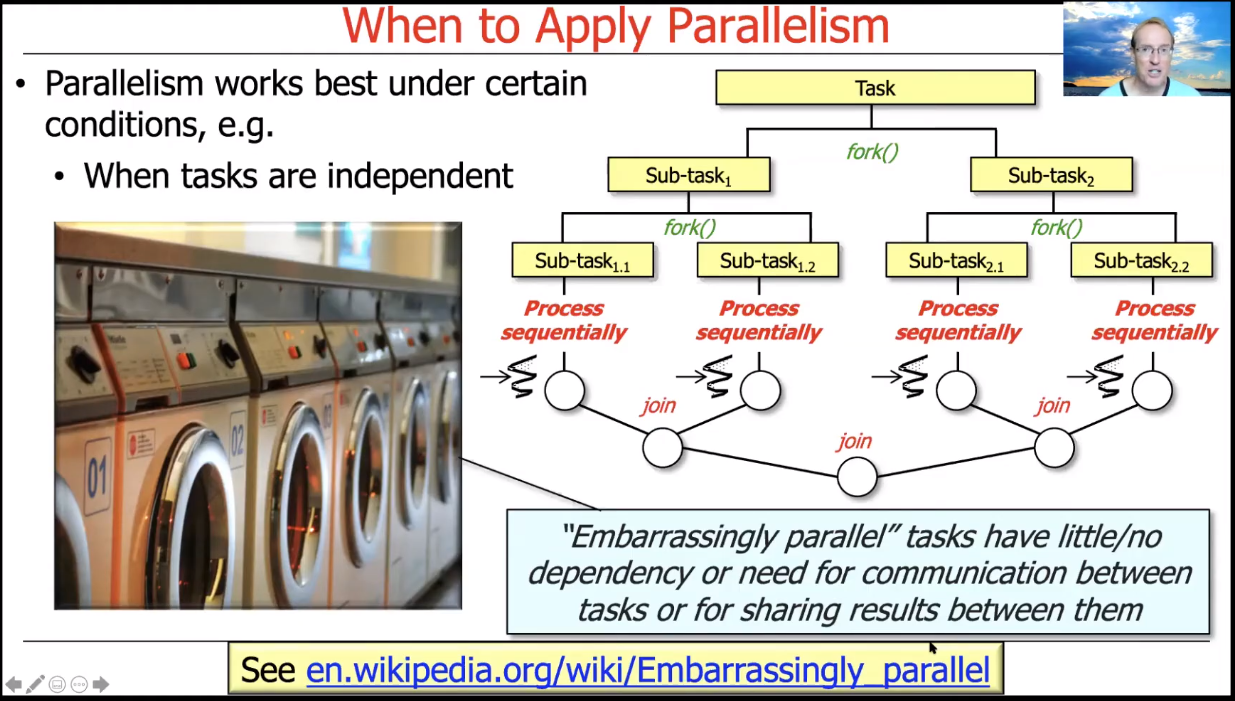 When to Apply Parallelism
• Parallelism works best under certain
conditions, e.g.
• When tasks are independent
Task
fork()
Sub-task1
Sub-task2
fork()
fork()
Sub-task1.1
Sub-task1.2
Sub-task2.1
Sub-task2.2
Process
sequentially
Process
sequentially
Process
sequentially
Process
sequentially
join
join
join
01
02
03
“Embarrassingly parallel” tasks have little/no
dependency or need for communication between
tasks or for sharing results between them
See en.wikipedia.org/wiki/Embarrassingly_parallel